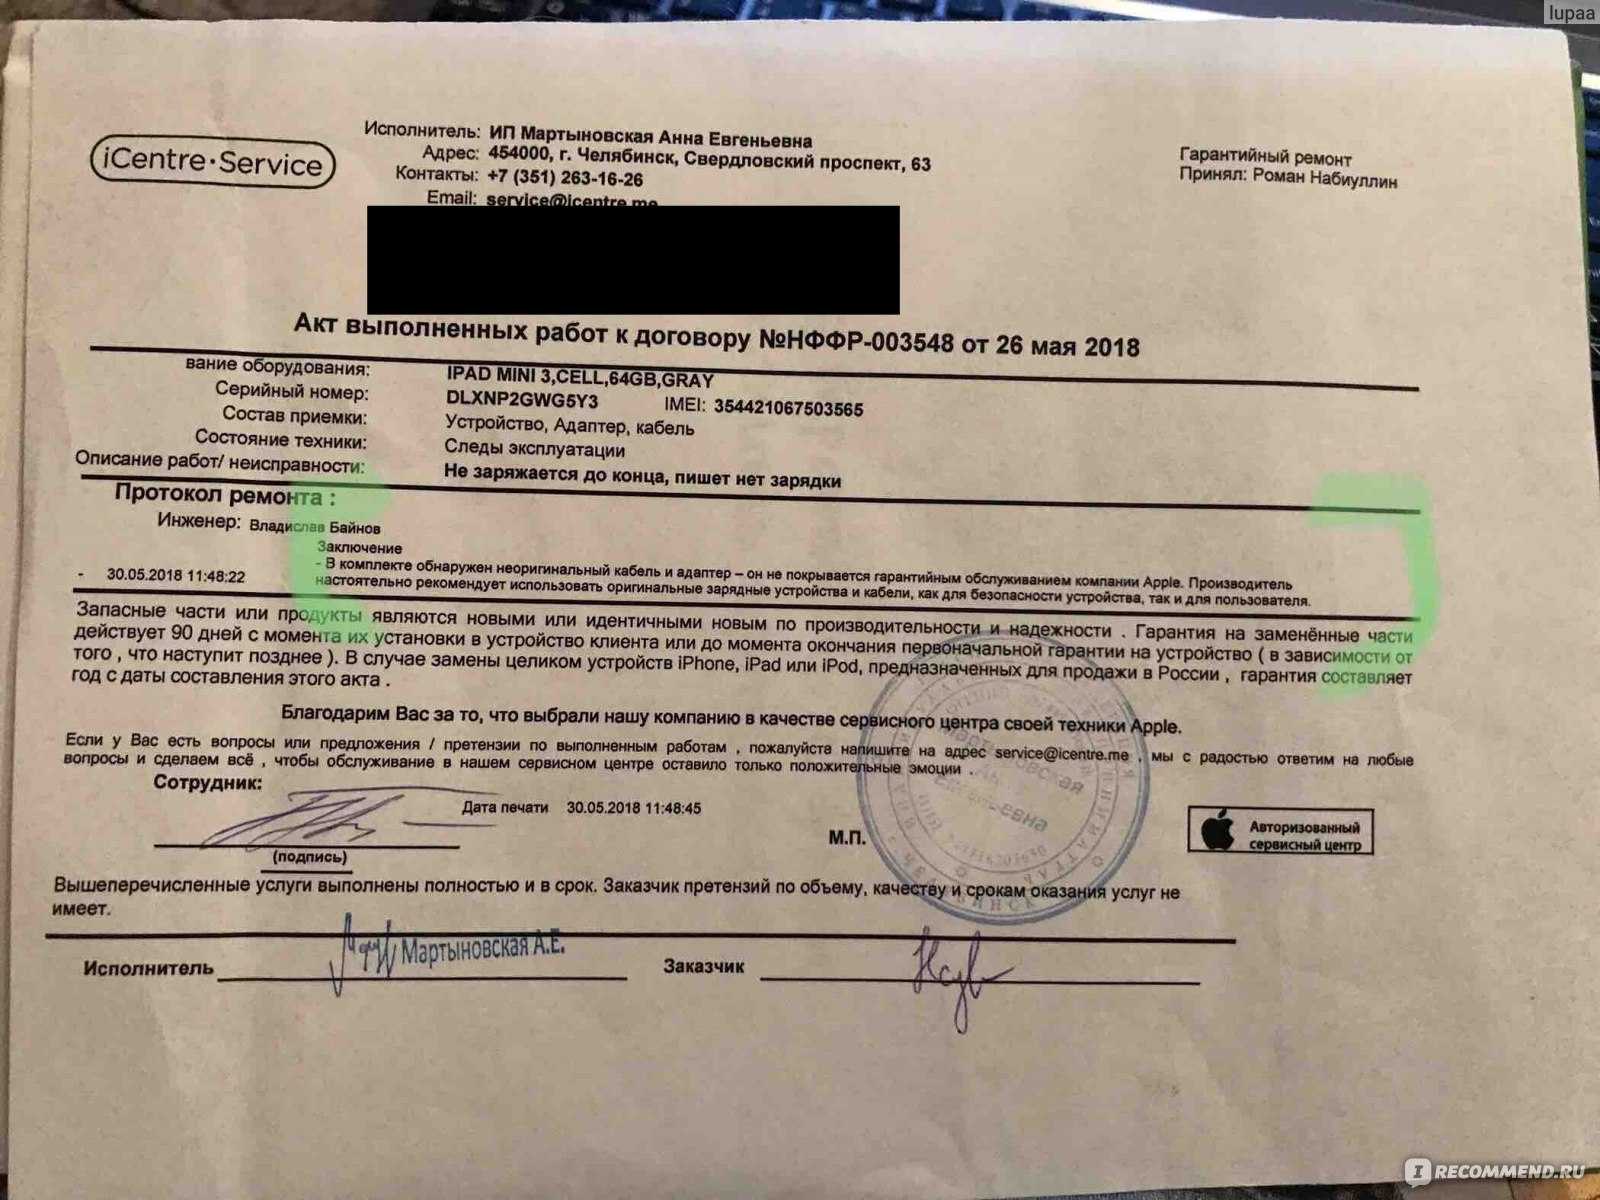 lupaa
iCentre·Service
Исполнитель: ИП Мартыновская Анна Евгеньевна
Адрес: 454000, г. Челябинск, Свердловский проспект, 63
Контакты: +7 (351) 263-16-26
Email: service@icentre.me
Гарантийный ремонт
Принял: Роман Набиуллин
Акт выполненных работ к договору №НФФР-003548 от 26 мая 2018
вание оборудования: IPAD MINI 3,CELL,64GB,GRAY
Серийный номер: DLXNP2GWG5Y3 IMEI: 354421067503565
Состав приемки: Устройство, Адаптер, кабель
Состояние техники: Следы эксплуатации
Описание работ/ неисправности: Не заряжается до конца, пишет нет зарядки
Протокол ремонта :
Инженер: Владислав Байнов
Заключение
- В комплекте обнаружен неоригинальный кабель и адаптер – он не покрывается гарантийным обслуживанием компании Apple. Производитель
- 30.05.2018 11:48:22 настоятельно рекомендует использовать оригинальные зарядные устройства и кабели, как для безопасности устройства, так и для пользователя.
Запасные части или продукты являются новыми или идентичными новым по производительности и надежности . Гарантия на заменённые части
действует 90 дней с момента их установки в устройство клиента или до момента окончания первоначальной гарантии на устройство ( в зависимости от
того , что наступит позднее ). В случае замены целиком устройств iPhone, iPad или iPod, предназначенных для продажи в России , гарантия составляет
год с даты составления этого акта .
Благодарим Вас за то, что выбрали нашу компанию в качестве сервисного центра своей техники Apple.
Если у Вас есть вопросы или предложения / претензии по выполненным работам , пожалуйста напишите на адрес service@icentre.me , мы с радостью ответим на любые
вопросы и сделаем всё , чтобы обслуживание в нашем сервисном центре оставило только положительные эмоции .
Сотрудник:
Дата печати 30.05.2018 11:48:45
(подпись)
М.П.
Авторизованный
сервисный центр
Вышеперечисленные услуги выполнены полностью и в срок. Заказчик претензий по объему, качеству и срокам оказания услуг не
имеет.
Исполнитель Мартыновская А.Е. Заказчик
IRECOMMEND.RU